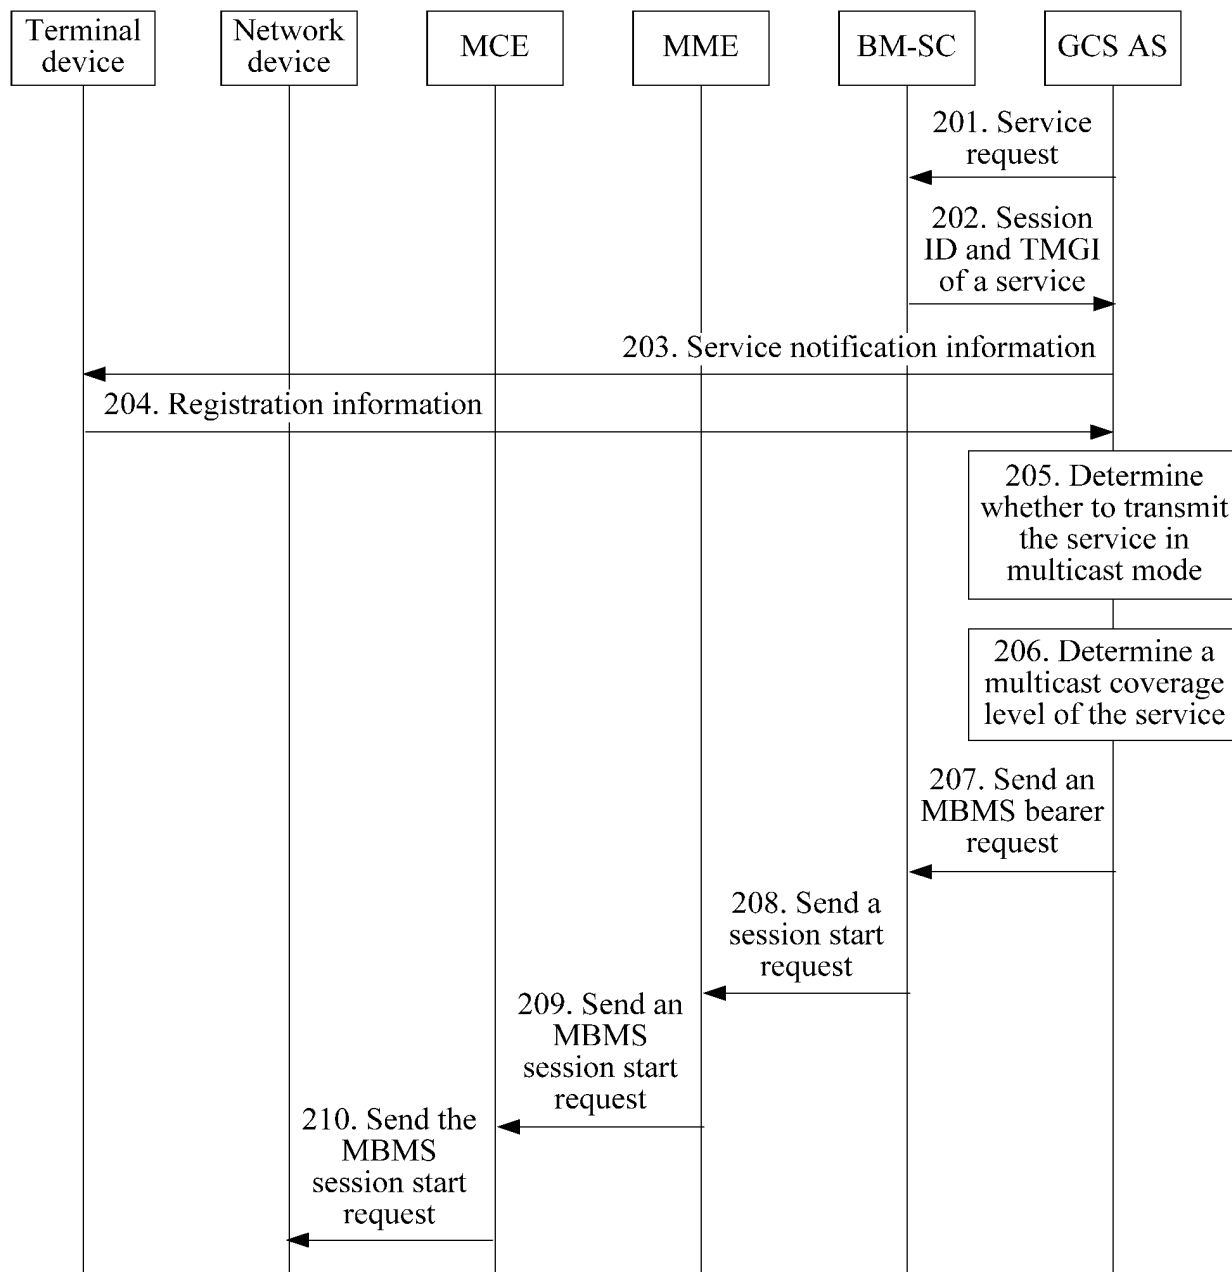 Terminal
device
Network
device
MCE
MME
BM-SC
GCS AS
201. Service
request
202. Session
ID and TMGI
of a service
203. Service notification information
204. Registration information
205. Determine
whether to transmit
the service in
multicast mode
206. Determine a
multicast coverage
level of the service
207. Send an
MBMS bearer
request
208. Send a
session start
request
209. Send an
MBMS
session start
request
210. Send the
MBMS
session start
request